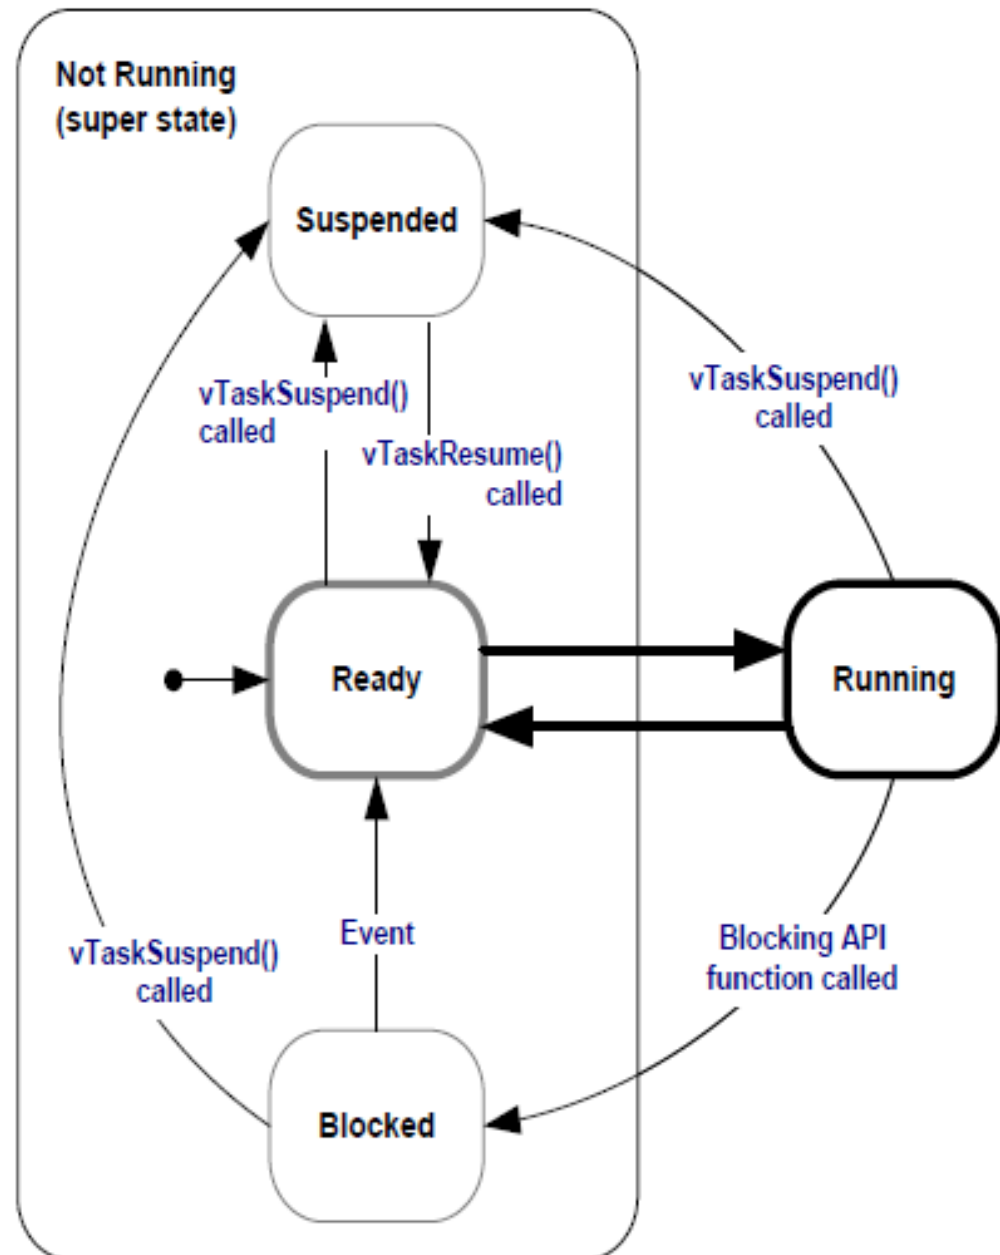 Not Running
(super state)
Suspended
vTaskSuspend()
called
vTaskResume()
called
vTaskSuspend()
called
Ready
Running
Event
vTaskSuspend()
called
Blocking API
function called
Blocked